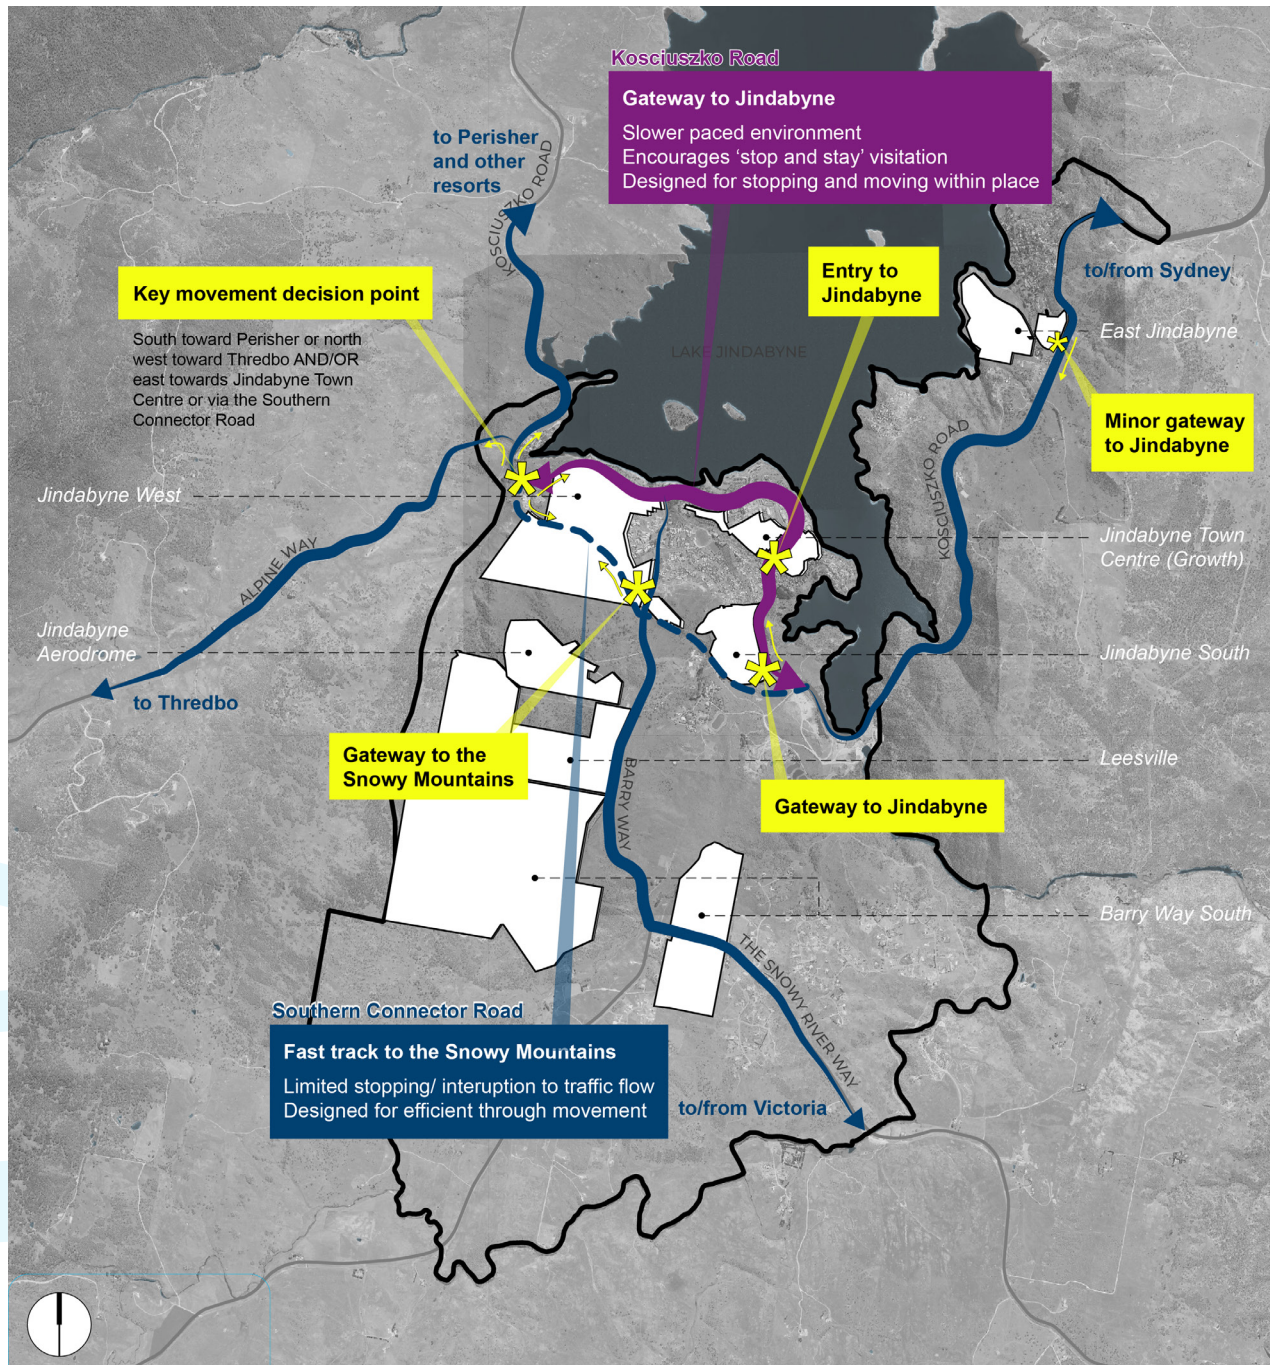 Kosciuszko Road
Gateway to Jindabyne
Slower paced environment
Encourages ‘stop and stay’ visitation
Designed for stopping and moving within place
to Perisher
and other
resorts
KOSCIUSZKO ROAD
Entry to
Jindabyne
to/from Sydney
Key movement decision point
South toward Perisher or north
west toward Thredbo AND/OR
east towards Jindabyne Town
Centre or via the Southern
Connector Road
LAKE JINDABYNE
East Jindabyne
Minor gateway
to Jindabyne
KOSCIUSZKO ROAD
Jindabyne West
Jindabyne Town
Centre (Growth)
ALPINE WAY
Jindabyne
Aerodrome
Jindabyne South
to Thredbo
Gateway to the
Snowy Mountains
Leesville
BARRY WAY
Gateway to Jindabyne
Barry Way South
THE SNOWY RIVER WAY
Southern Connector Road
Fast track to the Snowy Mountains
Limited stopping/ interuption to traffic flow
Designed for efficient through movement
to/from Victoria